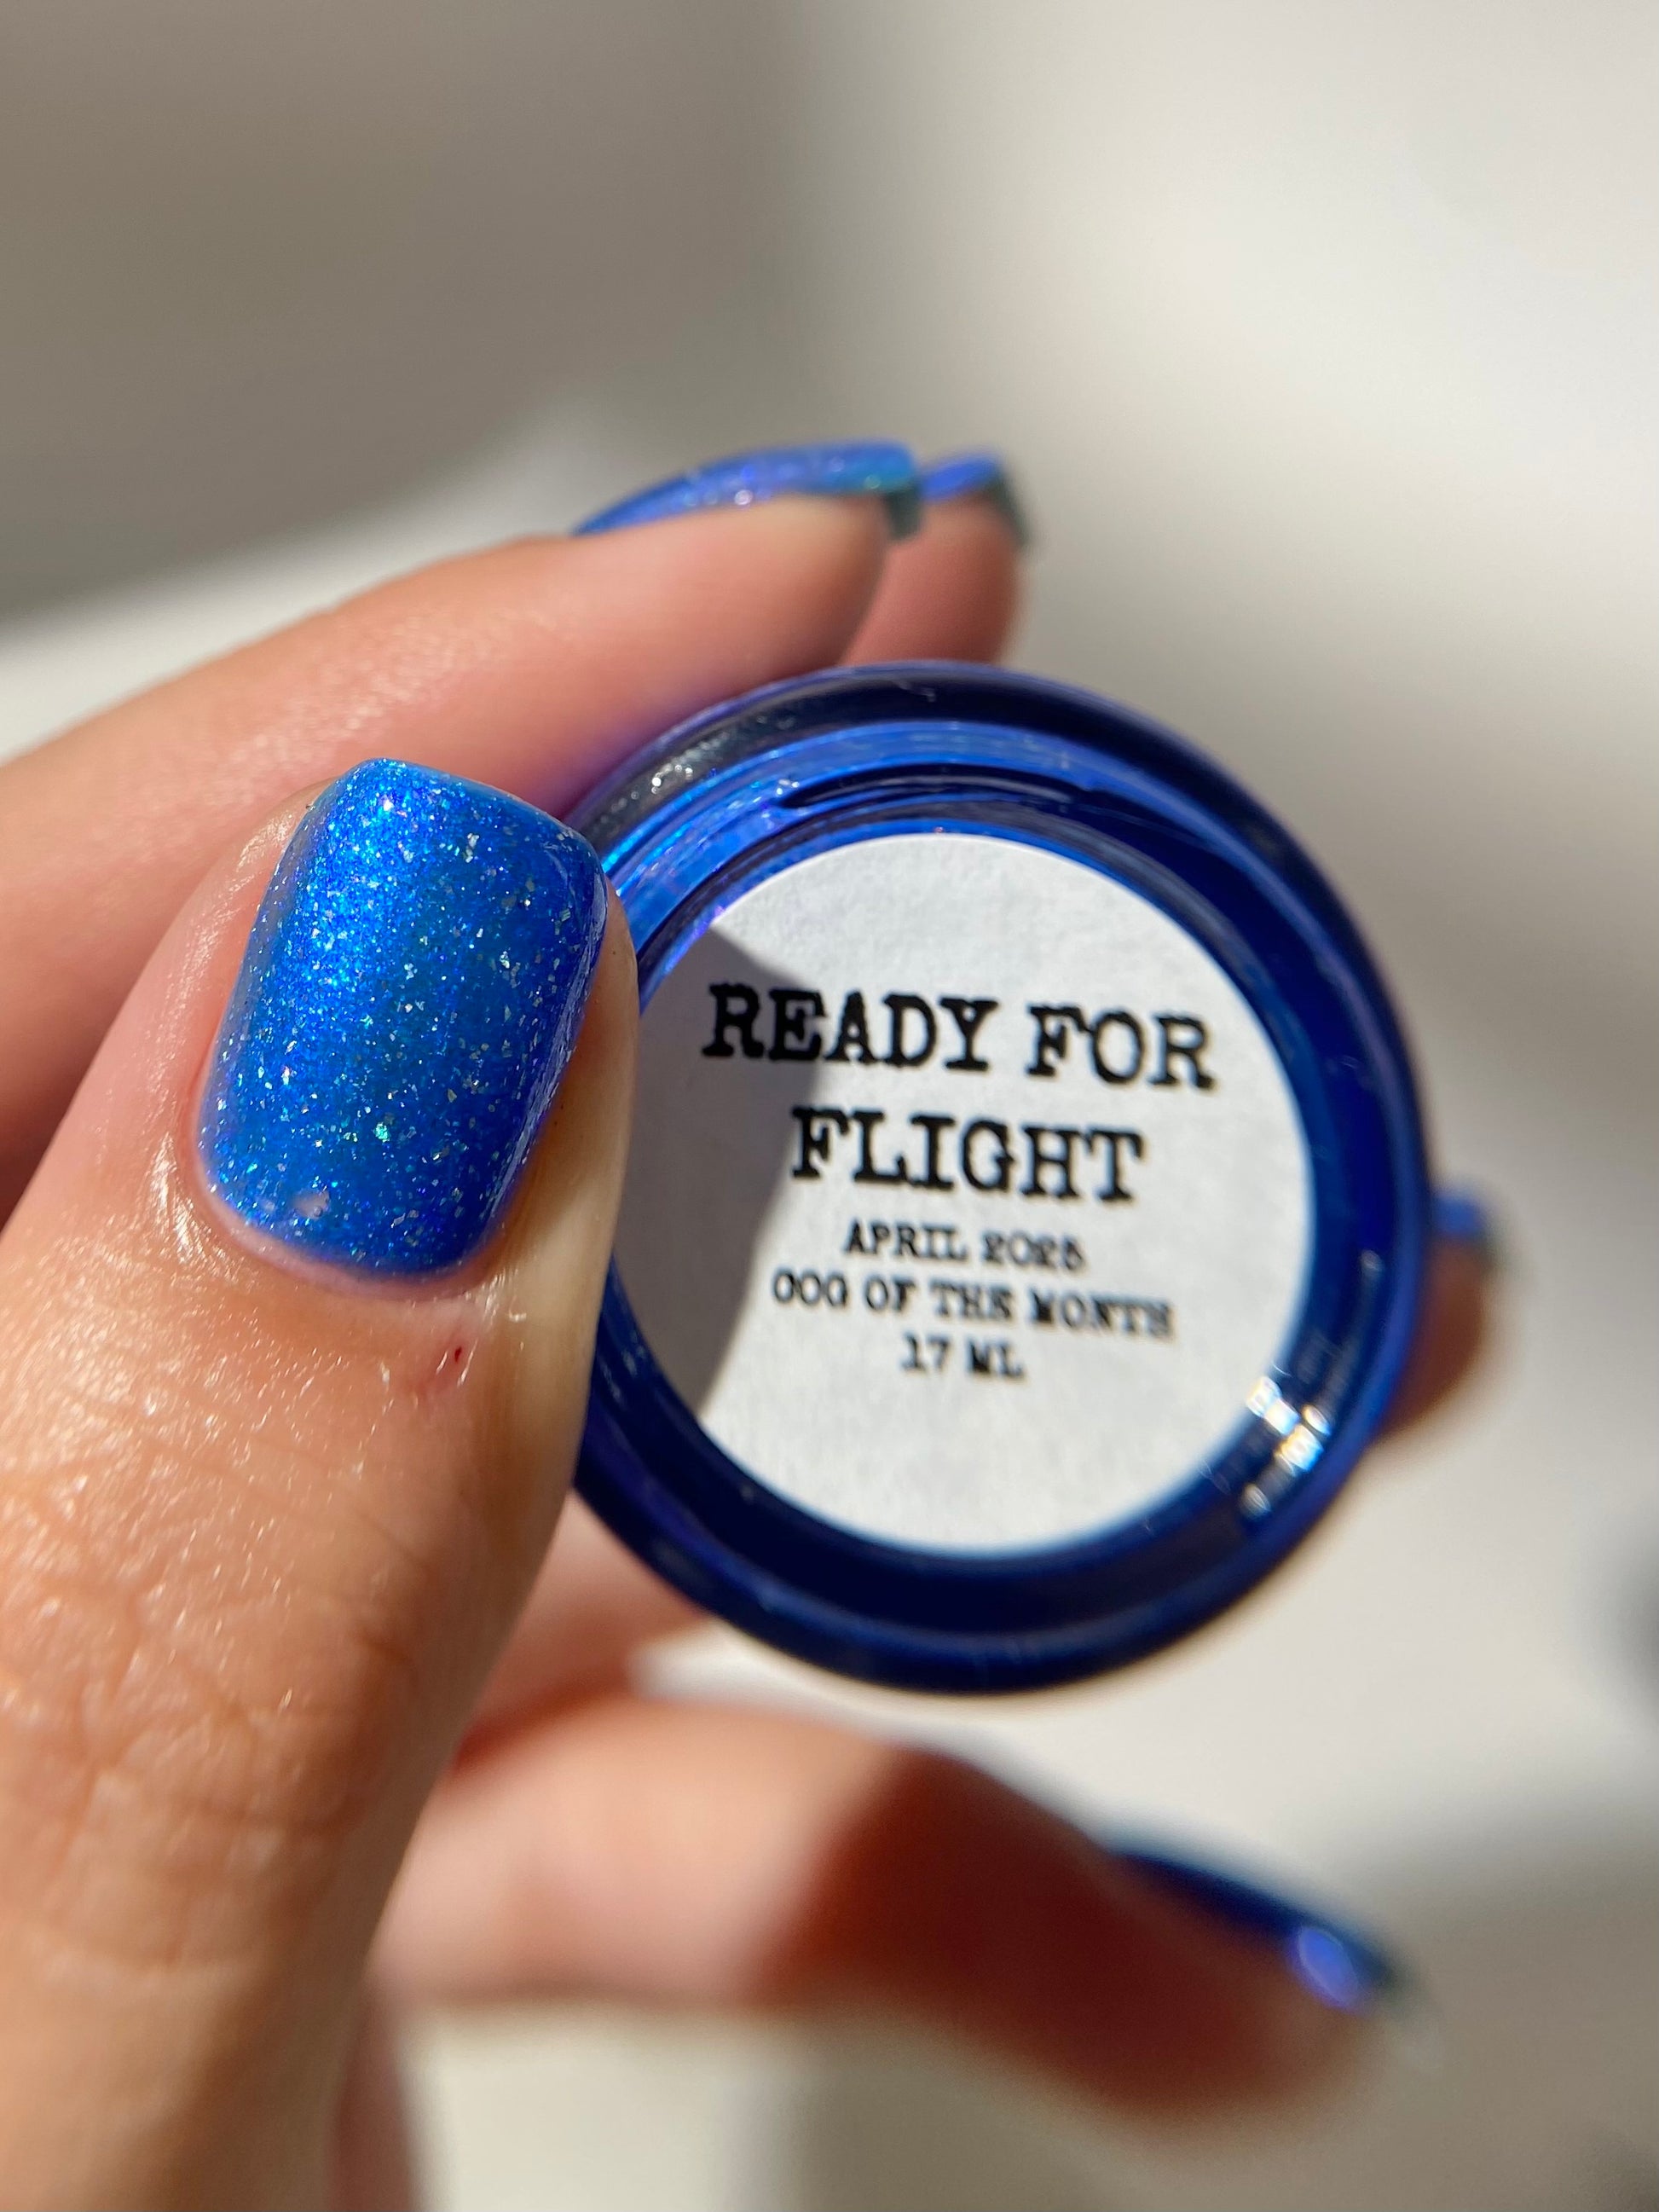 READY FOR
FLIGHT
APRIL 2025
OOG OF THE MONTH
17 ML